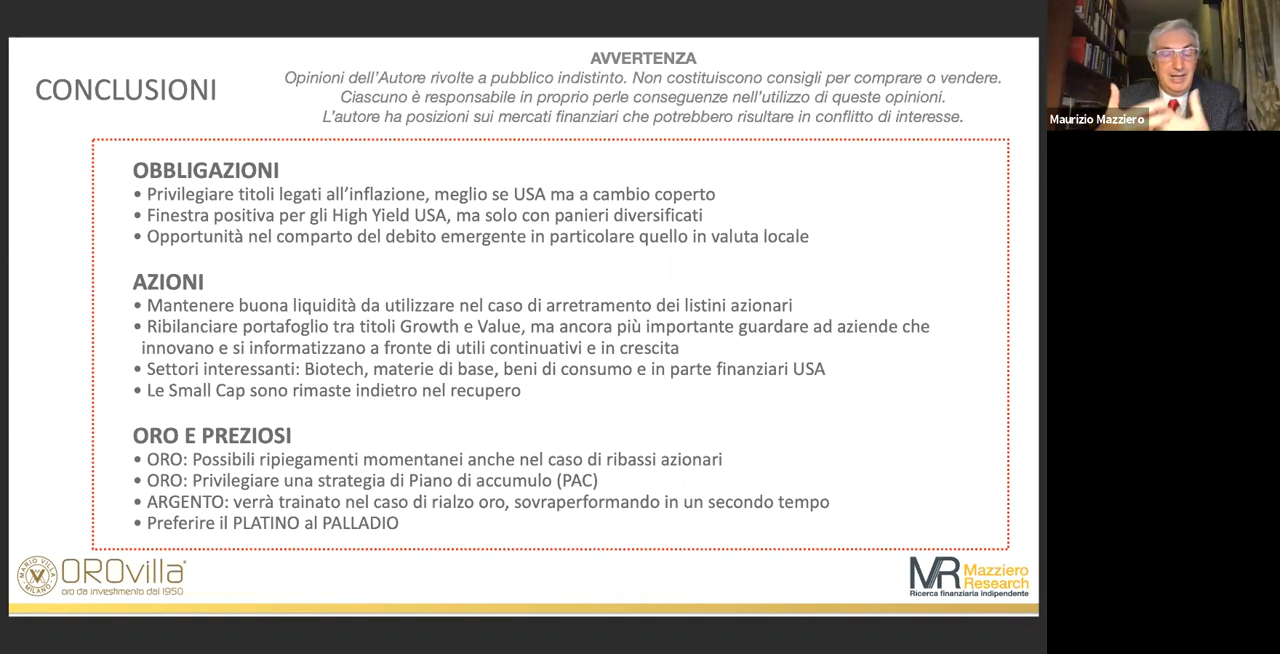 CONCLUSIONI
AVVERTENZA
Opinioni dell'Autore rivolte a pubblico indistinto. Non costituiscono consigli per comprare o vendere.
Ciascuno è responsabile in proprio perle conseguenze nell'utilizzo di queste opinioni.
L'autore ha posizioni sui mercati finanziari che potrebbero risultare in conflitto di interesse.
Maurizio Mazziero
OBBLIGAZIONI
• Privilegiare titoli legati all'inflazione, meglio se USA ma a cambio coperto
• Finestra positiva per gli High Yield USA, ma solo con panieri diversificati
• Opportunità nel comparto del debito emergente in particolare quello in valuta locale
AZIONI
• Mantenere buona liquidità da utilizzare nel caso di arretramento dei listini azionari
• Ribilanciare portafoglio tra titoli Growth e Value, ma ancora più importante guardare ad aziende che
innovano e si informatizzano a fronte di utili continuativi e in crescita
• Settori interessanti: Biotech, materie di base, beni di consumo e in parte finanziari USA
• Le Small Cap sono rimaste indietro nel recupero
ORO E PREZIOSI
• ORO: Possibili ripiegamenti momentanei anche nel caso di ribassi azionari
• ORO: Privilegiare una strategia di Piano di accumulo (PAC)
• ARGENTO: verrà trainato nel caso di rialzo oro, sovraperformando in un secondo tempo
• Preferire il PLATINO al PALLADIO
MARIO VILLA
MILANO
OROvilla®
oro da investimento dal 1950
MR
Mazziero
Research
Ricerca finanziaria indipendente